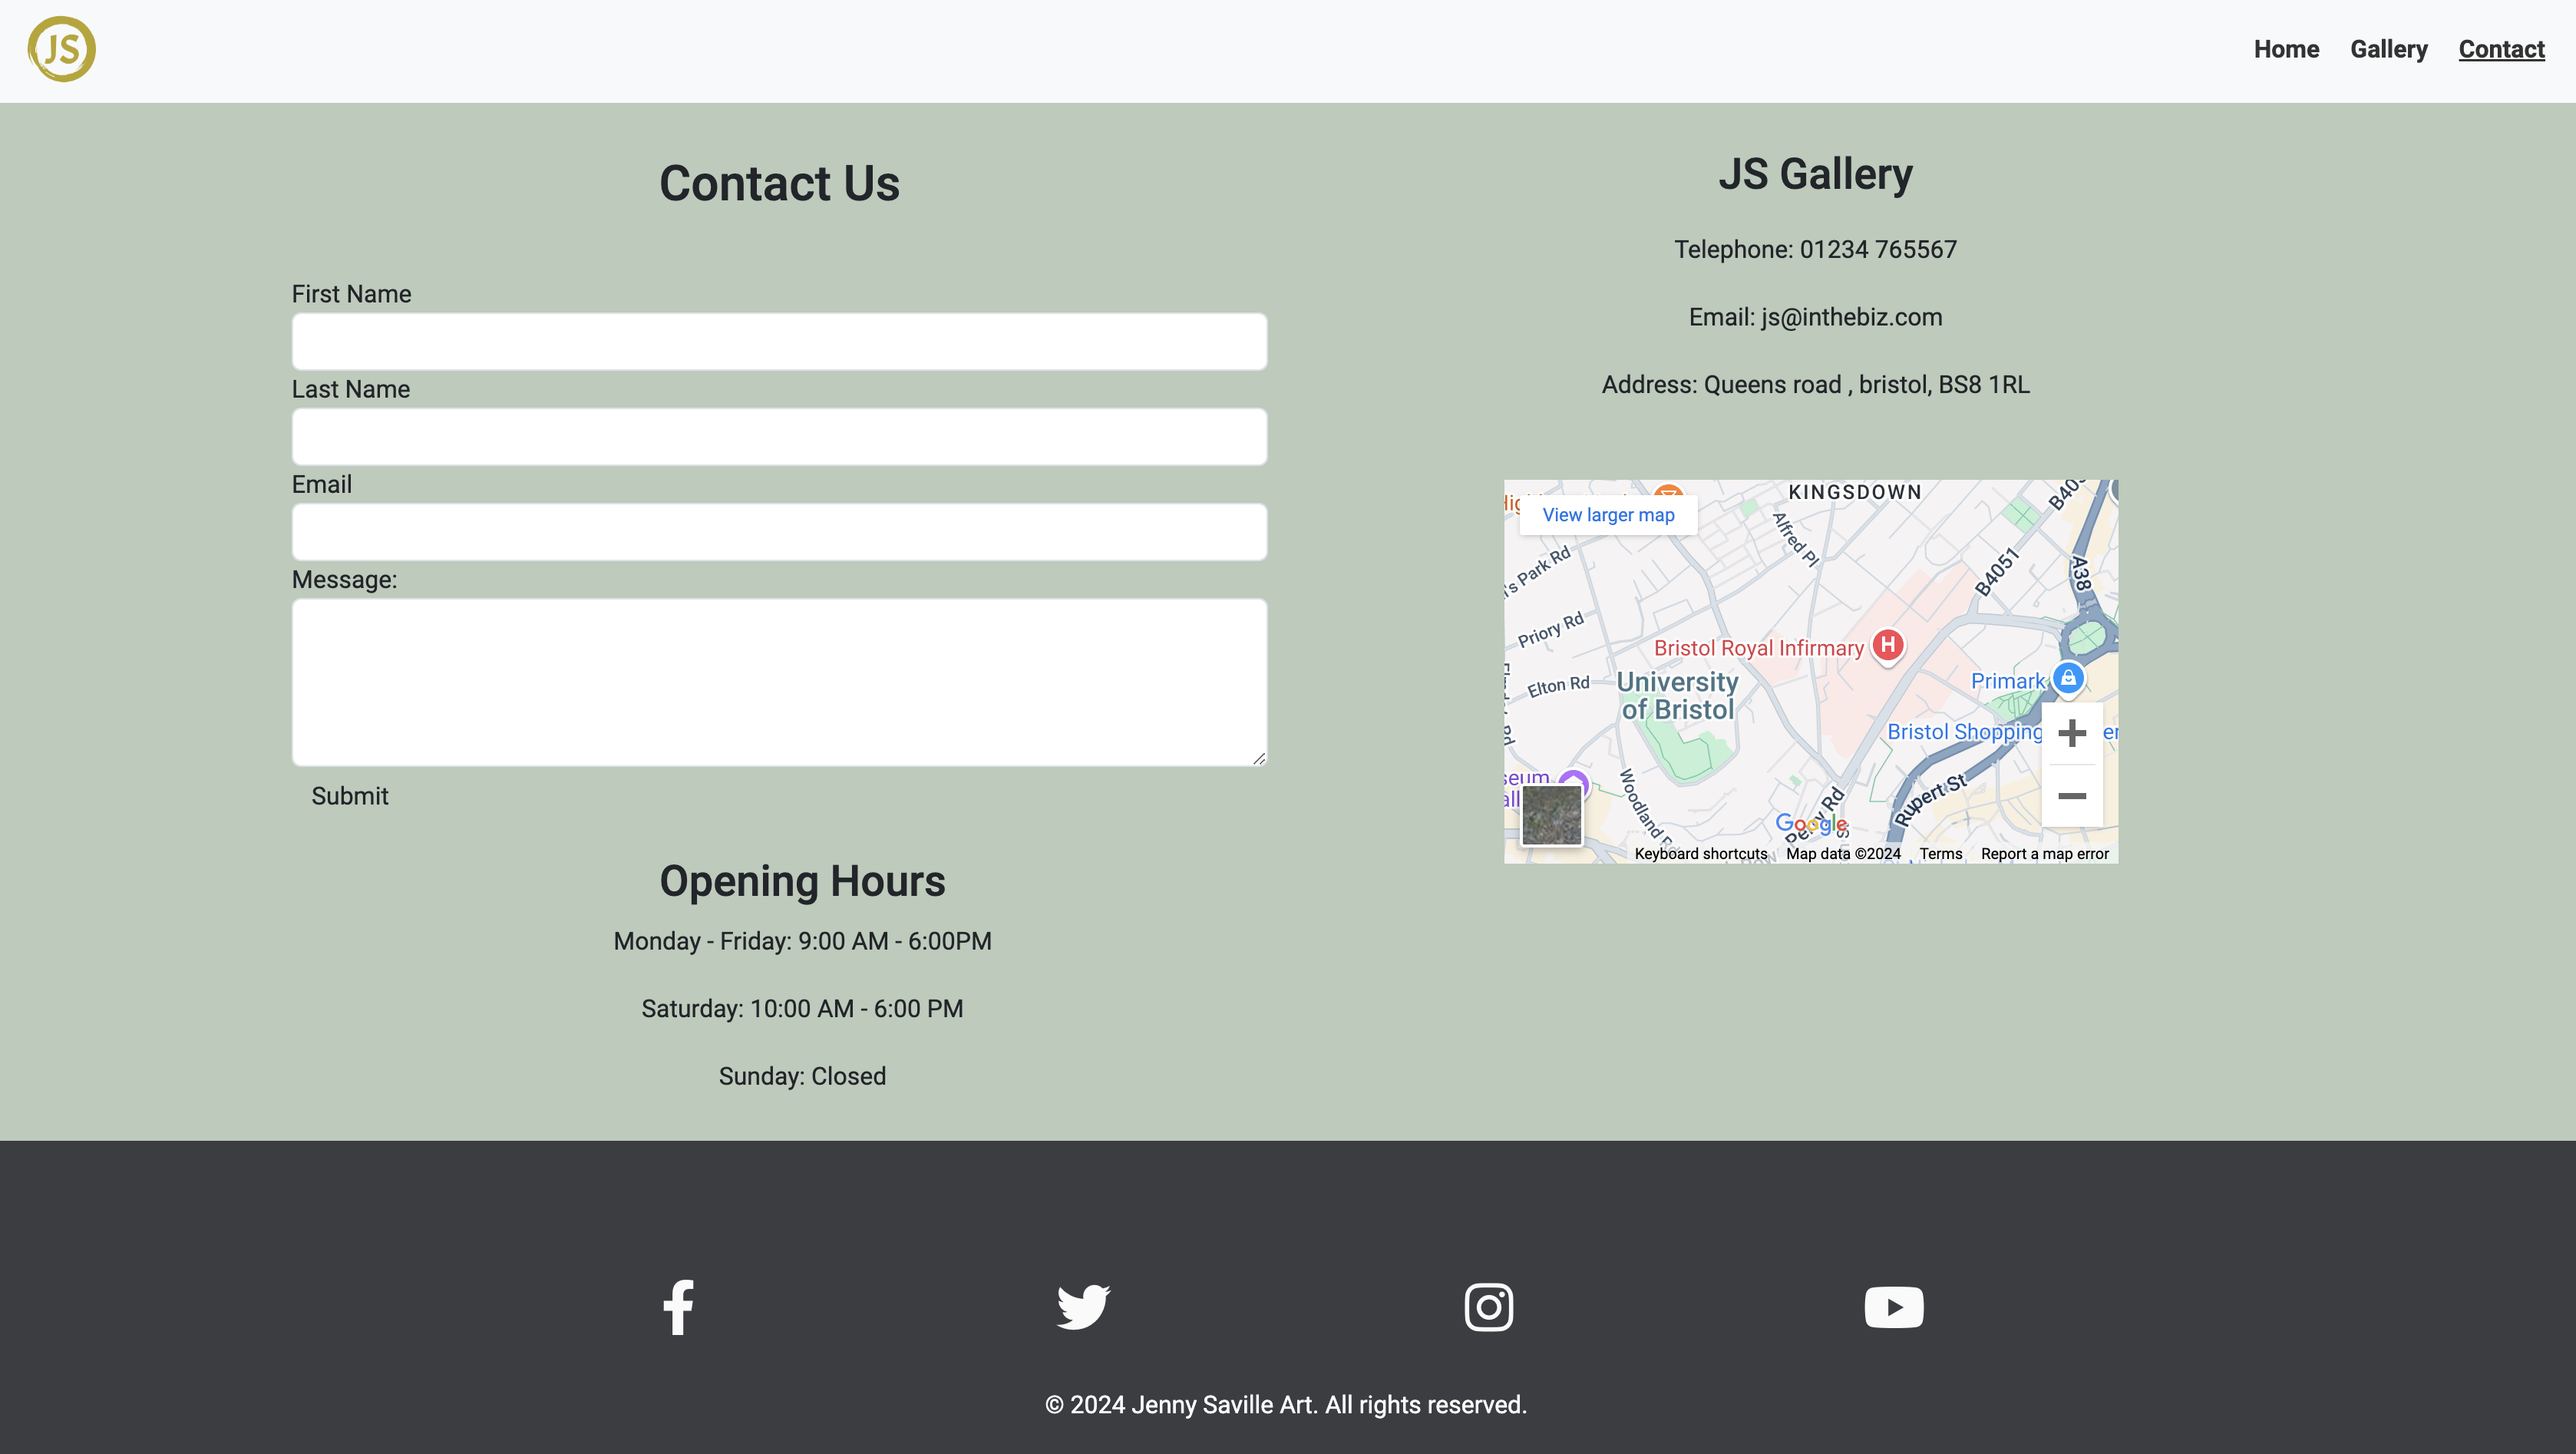 JS
Home Gallery Contact
Contact Us
First Name
Last Name
Email
Message:
Submit
Opening Hours
Monday - Friday: 9:00 AM - 6:00PM
Saturday: 10:00 AM - 6:00 PM
Sunday: Closed
JS Gallery
Telephone: 01234 765567
Email: js@inthebiz.com
Address: Queens road , bristol, BS8 1RL
View larger map
KINGSDOWN
Alfred Pl
B4051
A38
's Park Rd
Priory Rd
Bristol Royal Infirmary
H
Elton Rd
University
of Bristol
Primark
Bristol Shopping
Woodland
Rupert St
Google
Keyboard shortcuts Map data ©2024 Terms Report a map error
© 2024 Jenny Saville Art. All rights reserved.